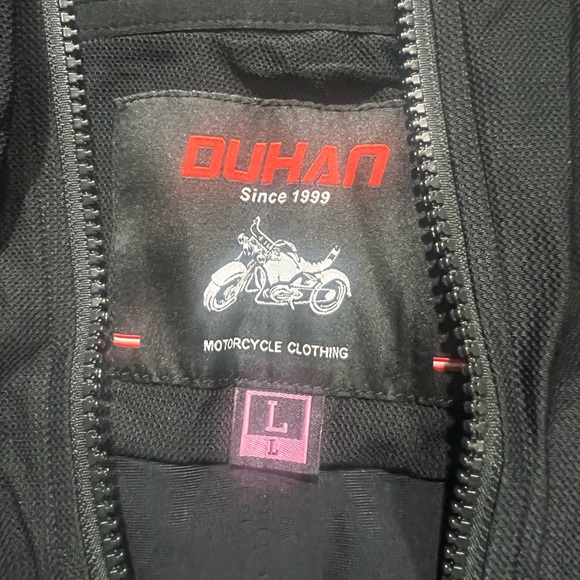 DUHAN
Since 1999
MOTORCYCLE CLOTHING
L
L